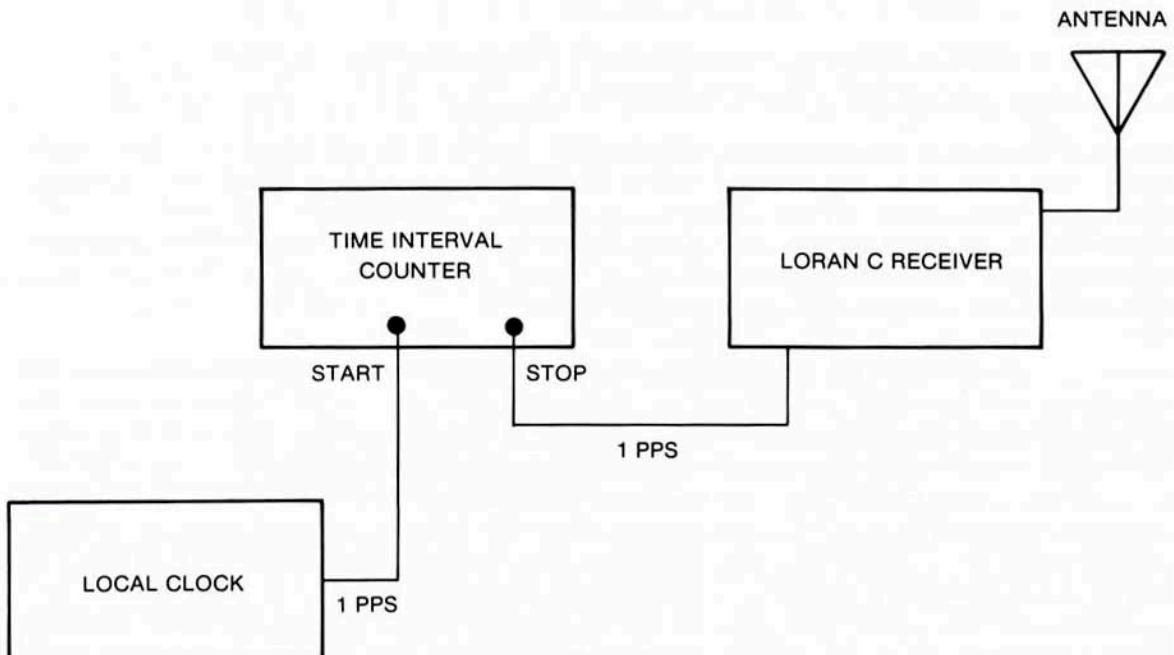 ANTENNA
TIME INTERVAL
COUNTER
LORAN C RECEIVER
START
STOP
1 PPS
LOCAL CLOCK
1 PPS